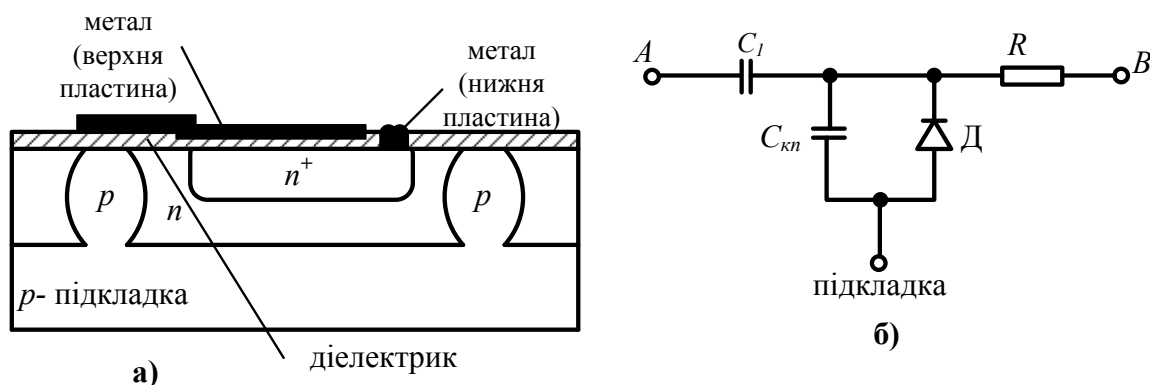 метал
(верхня
пластина)
метал
(нижня
пластина)
n⁺
p
n
p
p- підкладка
діелектрик
а)
A
C₁
R
B
Cкп
Д
підкладка
б)